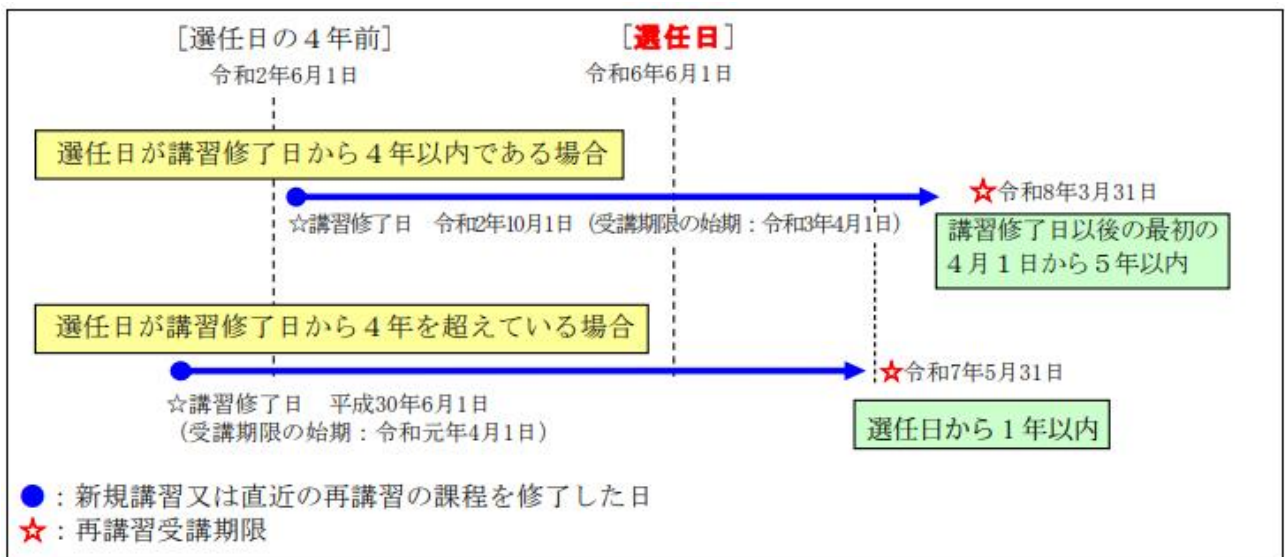 ［選任日の４年前］
［選任日］
令和2年6月1日
令和6年6月1日
選任日が講習修了日から４年以内である場合
☆令和8年3月31日
☆講習修了日　令和2年10月1日（受講期限の始期：令和3年4月1日）
講習修了日以後の最初の
４月１日から５年以内
選任日が講習修了日から４年を超えている場合
☆令和7年5月31日
☆講習修了日　平成30年6月1日
（受講期限の始期：令和元年4月1日）
選任日から１年以内
●：新規講習又は直近の再講習の課程を修了した日
☆：再講習受講期限